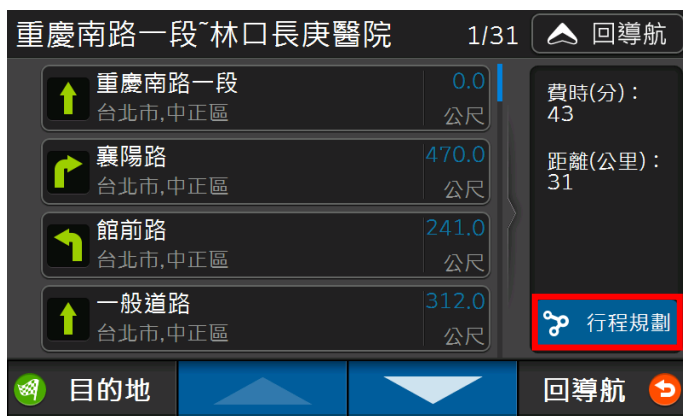 重慶南路一段~林口長庚醫院 1/31 回導航
重慶南路一段 0.0
台北市,中正區 公尺
襄陽路 470.0
台北市,中正區 公尺
館前路 241.0
台北市,中正區 公尺
一般道路 312.0
台北市,中正區 公尺
費時(分):
43
距離(公里):
31
行程規劃
目的地 回導航